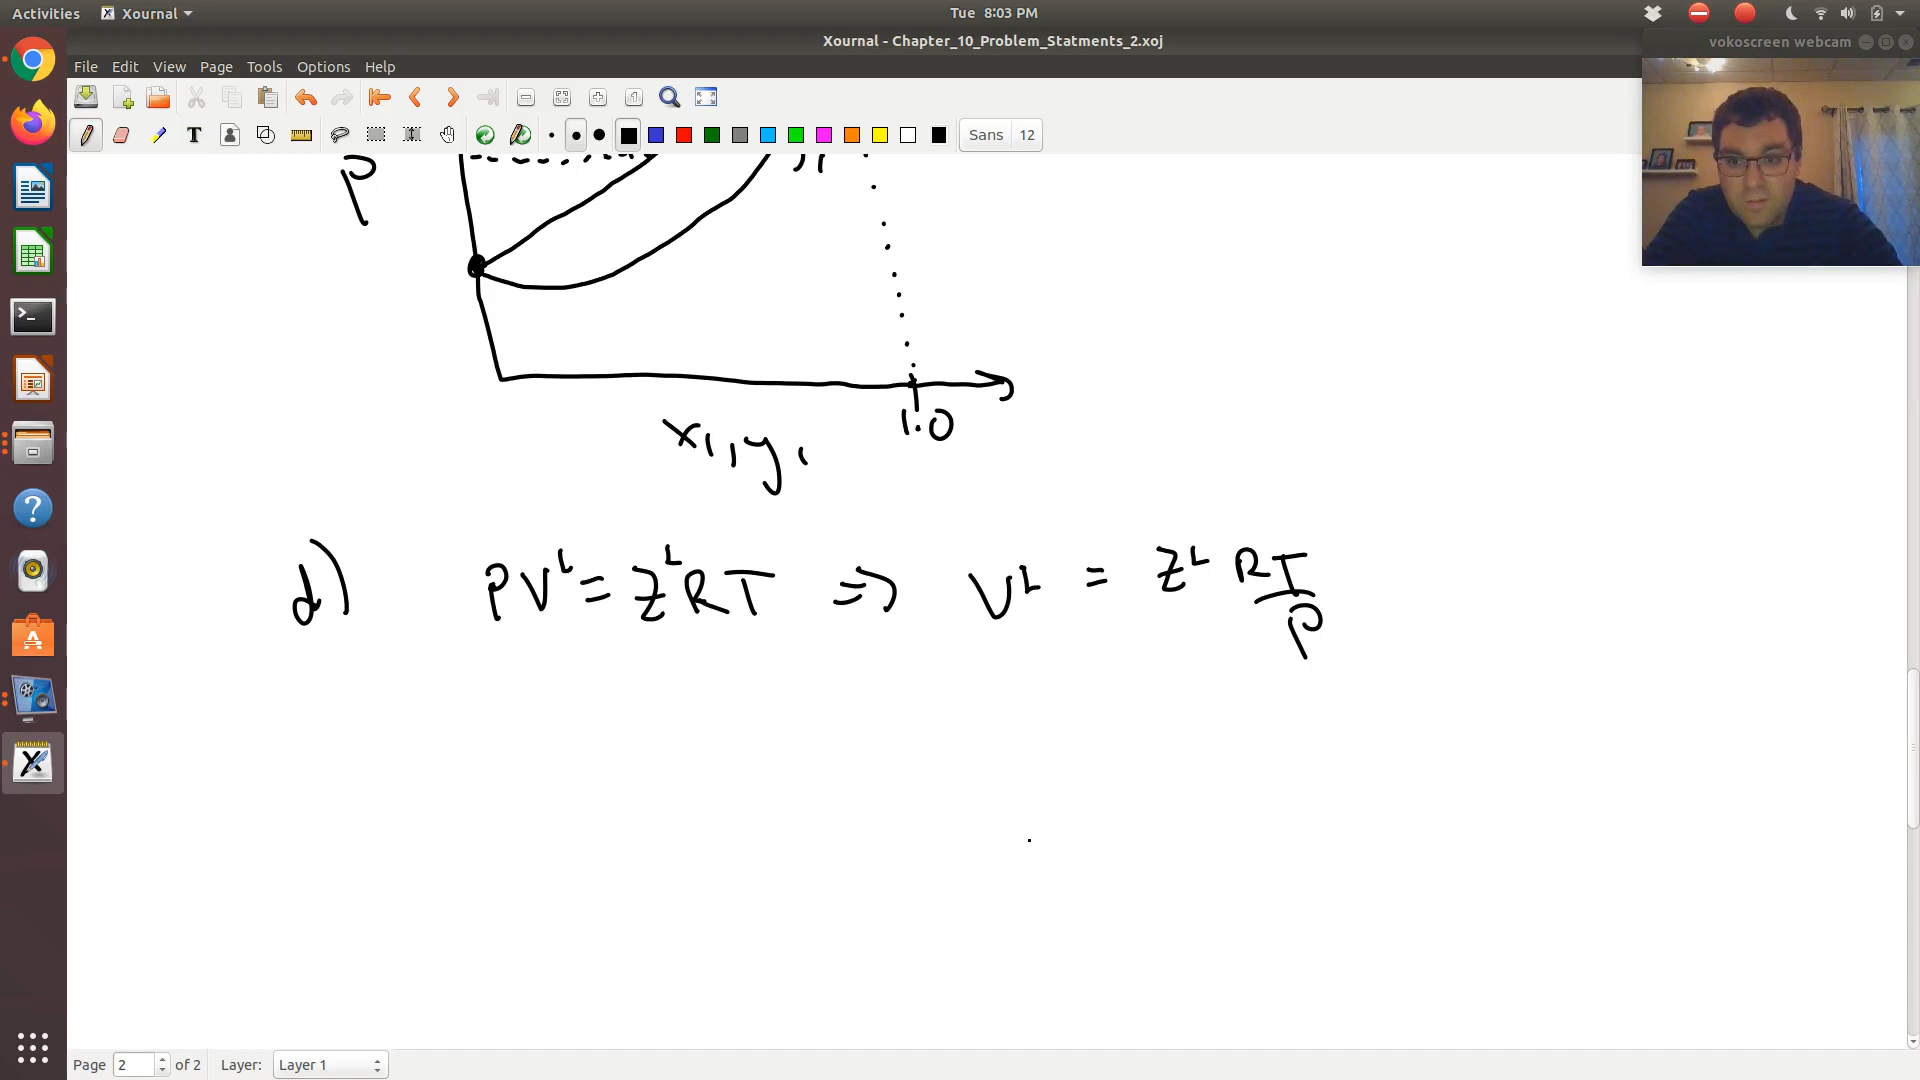 Activities Xournal Tue 8:03 PM
Xournal - Chapter_10_Problem_Statments_2.xoj
vokoscreen webcam
File Edit View Page Tools Options Help
Sans 12
P
1.0
x₁, y₁
d) PV^L = Z^L RT ⇒ V^L = Z^L RT/P
Page 2 of 2 Layer: Layer 1